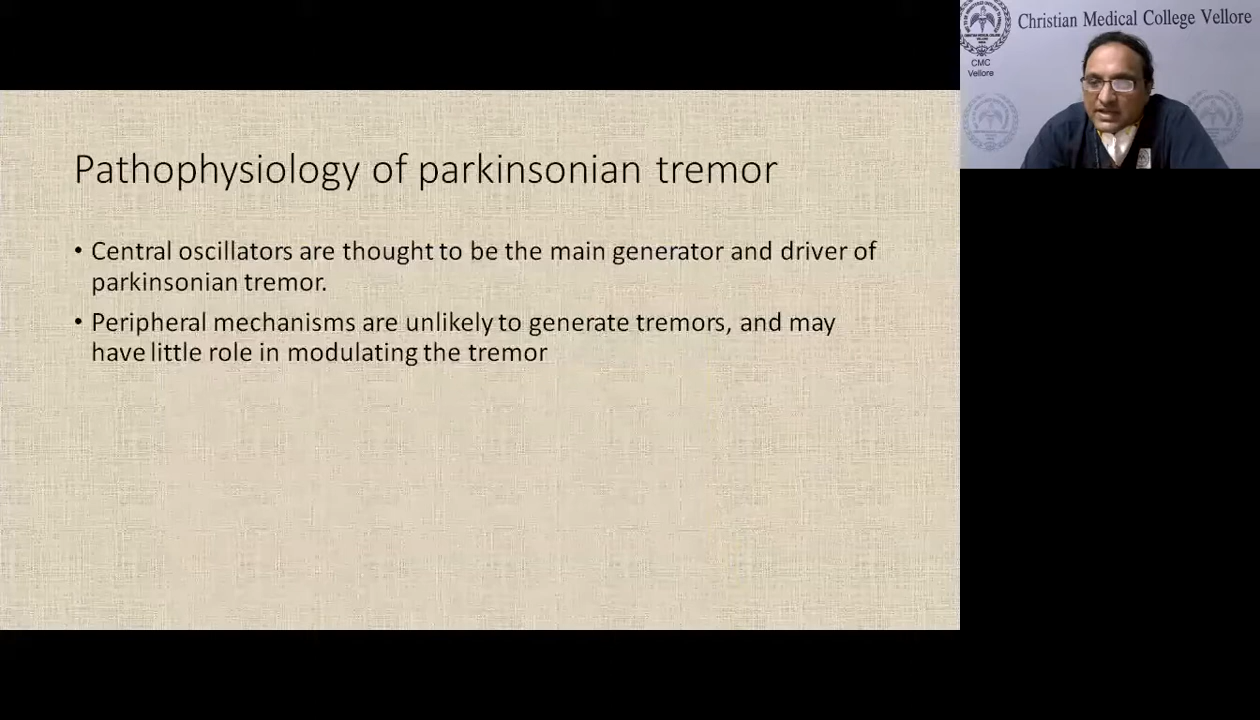 Pathophysiology of parkinsonian tremor
• Central oscillators are thought to be the main generator and driver of
parkinsonian tremor.
• Peripheral mechanisms are unlikely to generate tremors, and may
have little role in modulating the tremor
Christian Medical College Vellore
CMC
Vellore